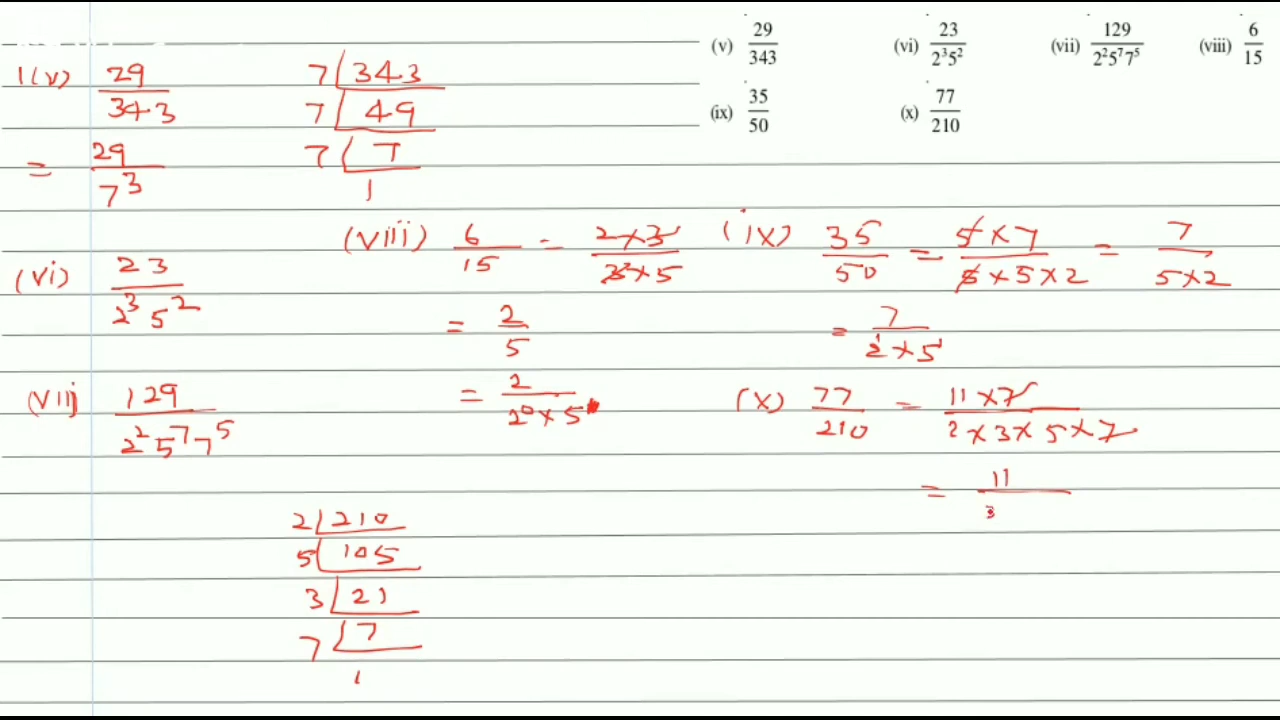 (v) 29/343 (vi) 23/2³5² (vii) 129/2²5⁷7⁵ (viii) 6/15
(ix) 35/50 (x) 77/210
1(v) 29/343
= 29/7³
7 | 343
7 | 49
7 | 7
1
(vi) 23/2³5²
(vii) 129/2²5⁷7⁵
(viii) 6/15 = 2×3/3×5
= 2/5
= 2/2⁰×5
(ix) 35/50 = 5×7/5×5×2 = 7/5×2
= 7/2¹×5¹
(x) 77/210 = 11×7/2×3×5×7
= 11/3
2 | 210
5 | 105
3 | 21
7 | 7
1